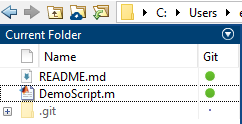 C: Users
Current Folder
Name Git
README.md
DemoScript.m
.git